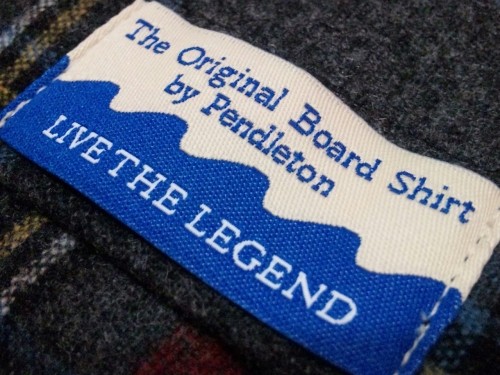 The Original Board Shirt
by Pendleton
LIVE THE LEGEND